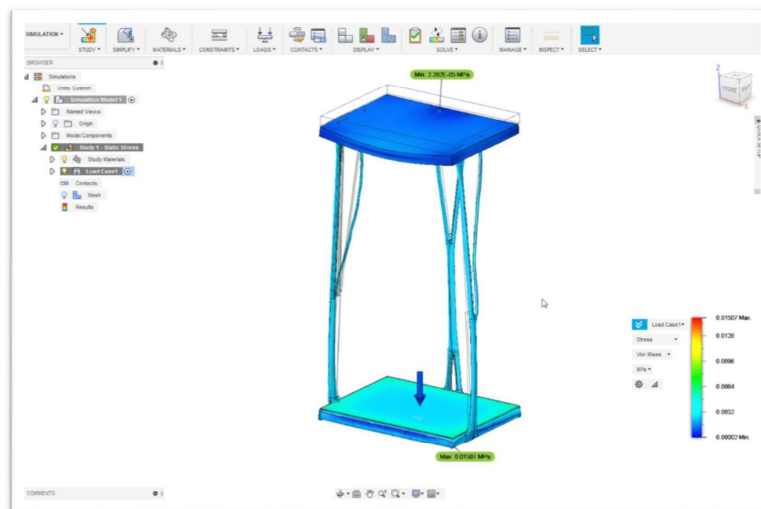 SIMULATION
STUDY SIMPLIFY MATERIALS CONSTRAINTS LOADS CONTACTS DISPLAY SOLVE MANAGE INSPECT SELECT
BROWSER
Simulations
Units: Custom
Simulation Model 1
Named Views
Origin
Model Components
Study 1 - Static Stress
Study Materials
Load Case1
Contacts
Mesh
Results
Min: 2.292E-05 MPa
Z
X
Load Case1
Stress
Von Mises
MPa
0.01507 Max.
0.0128
0.0096
0.0064
0.0032
0.00002 Min.
Max: 0.01507 MPa
COMMENTS